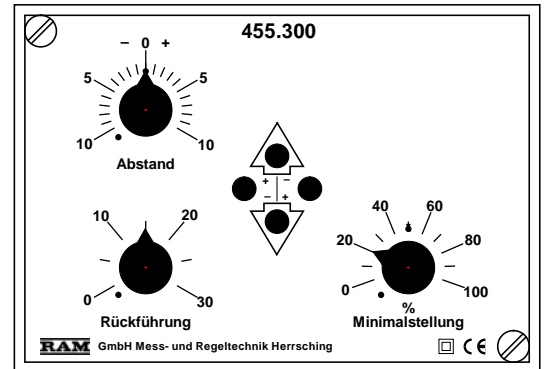 455.300
– 0 +
5 5
10 10
Abstand
+ –
– +
10 20
0 30
Rückführung
40 60
20 80
0 100
%
Minimalstellung
RAM GmbH Mess- und Regeltechnik Herrsching CE